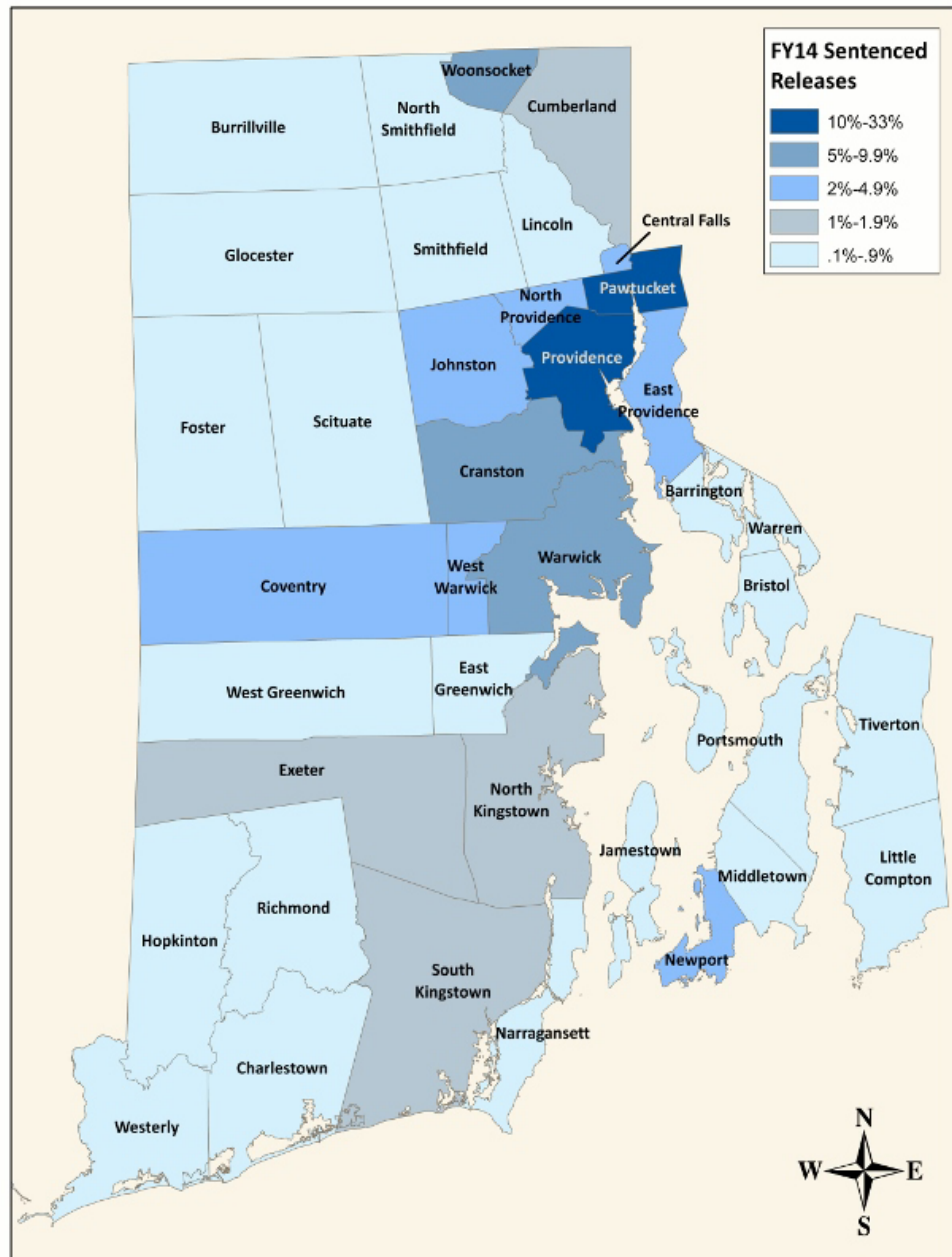 FY14 Sentenced
Releases
10%-33%
5%-9.9%
2%-4.9%
1%-1.9%
.1%-.9%
Woonsocket
Cumberland
North
Smithfield
Burrillville
Central Falls
Lincoln
Smithfield
Glocester
Pawtucket
North
Providence
Providence
Johnston
East
Providence
Scituate
Foster
Cranston
Barrington
Warren
Warwick
West
Warwick
Coventry
Bristol
East
Greenwich
West Greenwich
Tiverton
Portsmouth
Exeter
North
Kingstown
Jamestown
Little
Compton
Middletown
Richmond
Hopkinton
Newport
South
Kingstown
Narragansett
Charlestown
Westerly
N
W
E
S